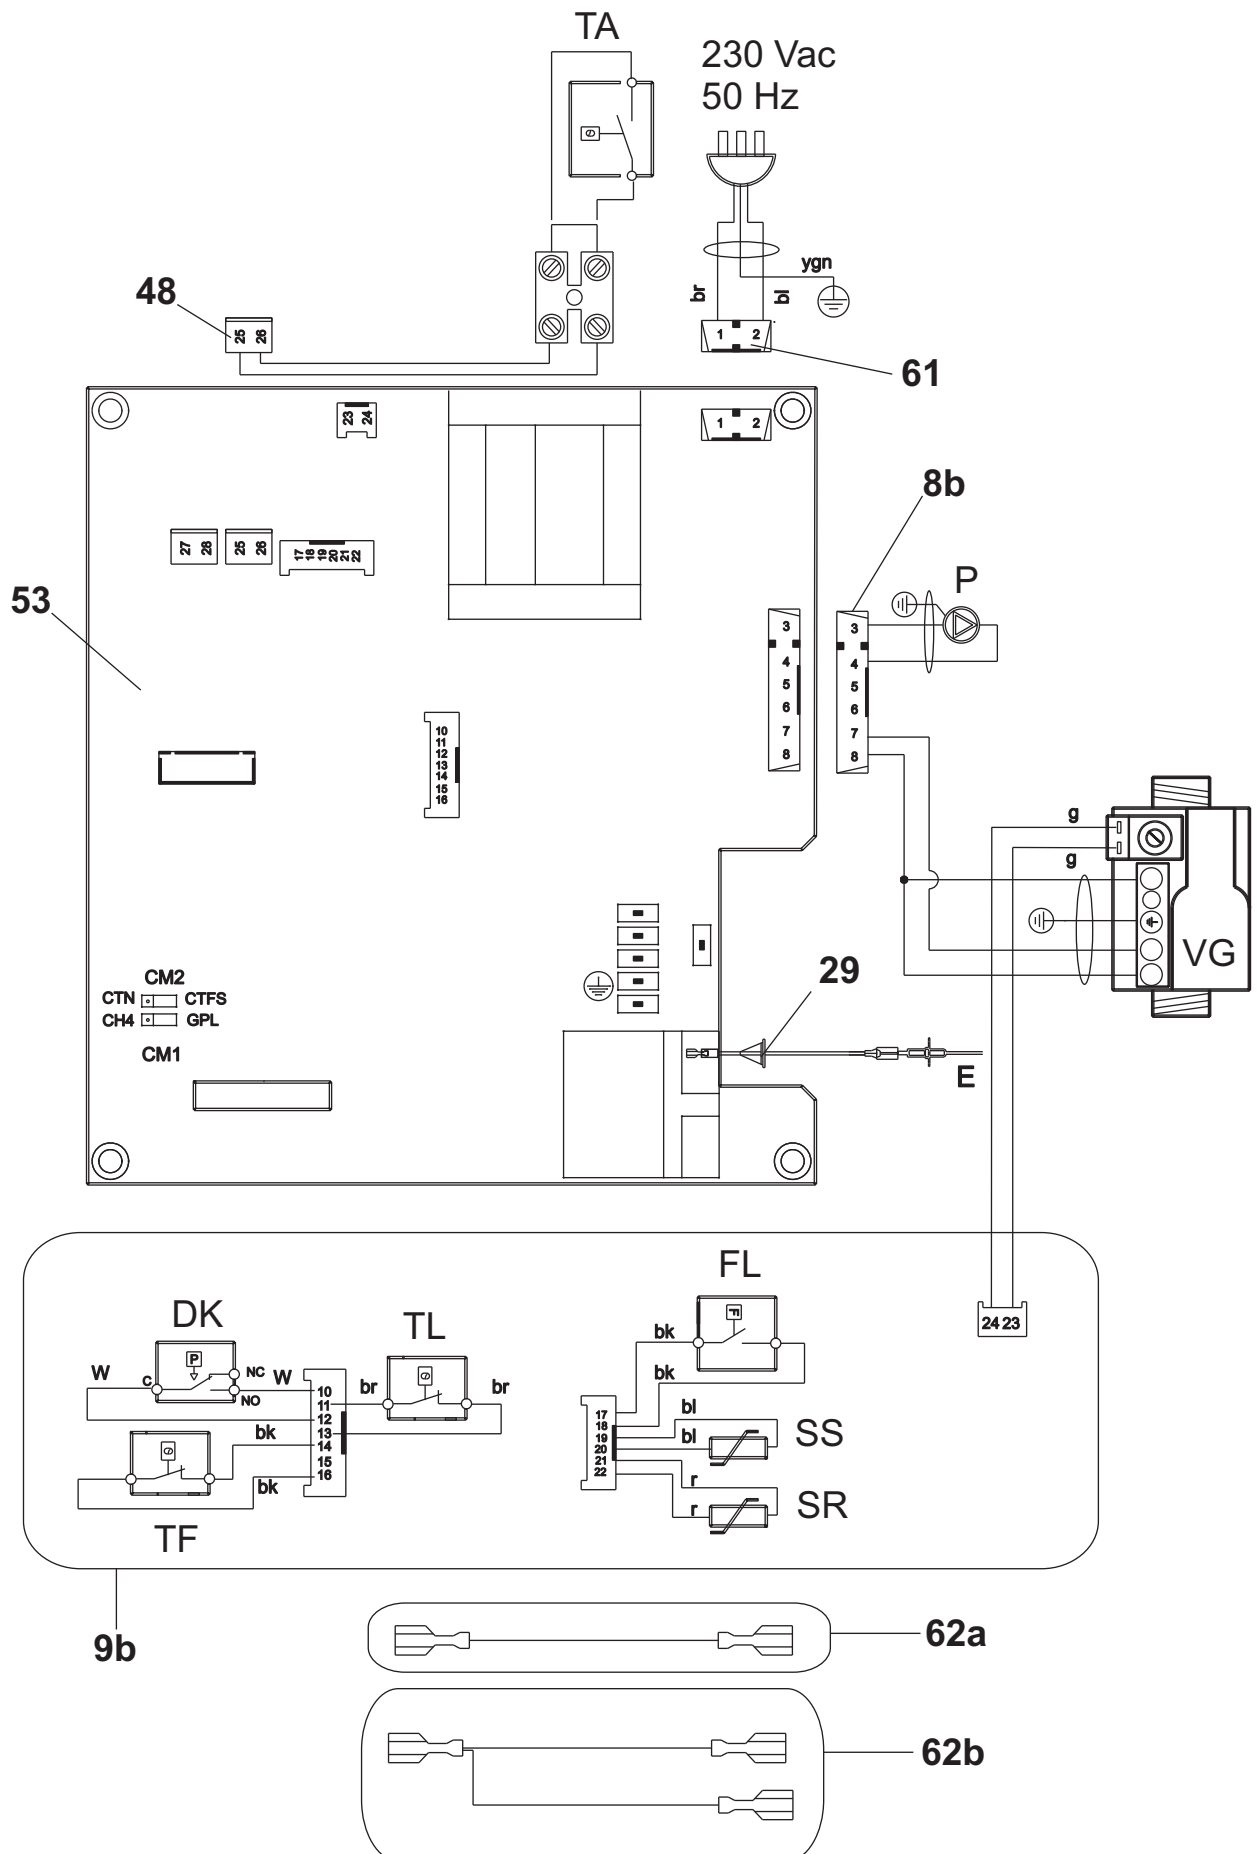 TA
230 Vac
50 Hz
ygn
br
bl
48
25 26
1 2
61
23 24
1 2
8b
27 28
25 26
17 18 19 20 21 22
P
53
3
4
5
6
7
8
3
4
5
6
7
8
10
11
12
13
14
15
16
g
g
VG
CM2
CTN CTFS
CH4 GPL
CM1
29
E
FL
F
DK
P
TL
24 23
W
C
NC
W
NO
10
11
12
13
14
15
16
br
br
bk
bk
TF
bk
bk
17
18
19
20
21
22
bl
bl
SS
r
r
SR
9b
62a
62b